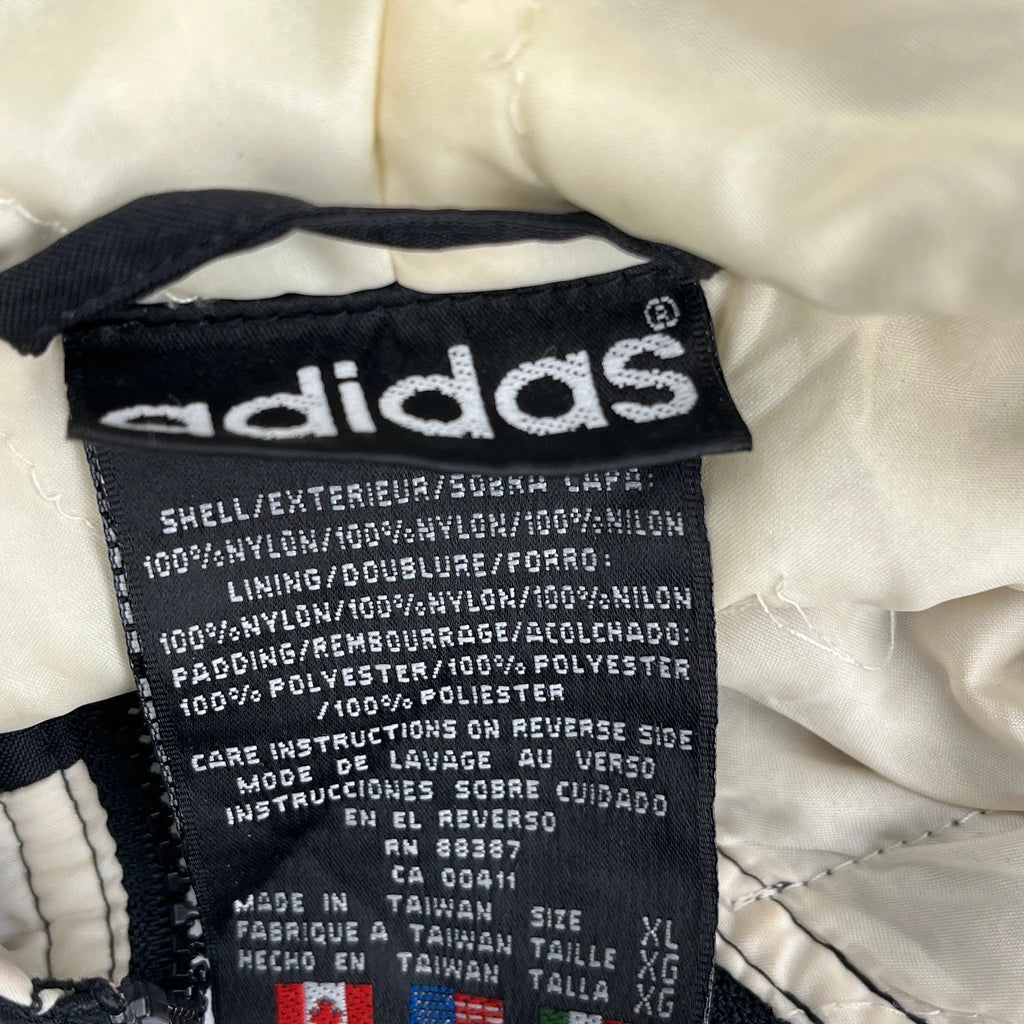 adidas®
SHELL/EXTERIEUR/SOBRA CAPA:
100%NYLON/100%NYLON/100%NILON
LINING/DOUBLURE/FORRO:
100%NYLON/100%NYLON/100%NILON
PADDING/REMBOURRAGE/ACOLCHADO:
100% POLYESTER/100% POLYESTER
/100% POLIESTER
CARE INSTRUCTIONS ON REVERSE SIDE
MODE DE LAVAGE AU VERSO
INSTRUCCIONES SOBRE CUIDADO
EN EL REVERSO
RN 88387
CA 00411
MADE IN TAIWAN SIZE XL
FABRIQUE A TAIWAN TAILLE XG
HECHO EN TAIWAN TALLA XG